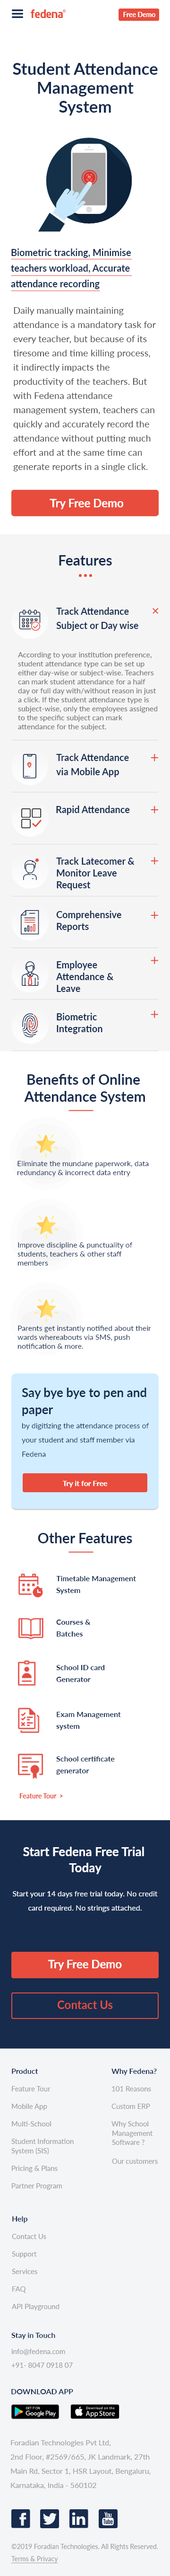 fedena
Free Demo
Student Attendance
Management
System
Biometric tracking, Minimise
teachers workload, Accurate
attendance recording
Daily manually maintaining
attendance is a mandatory task for
every teacher, but because of its
tiresome and time killing process,
it indirectly impacts the
productivity of the teachers. But
with Fedena attendance
management system, teachers can
quickly and accurately record the
attendance without putting much
effort and at the same time can
generate reports in a single click.
Try Free Demo
Features
Track Attendance
Subject or Day wise
According to your institution preference,
student attendance type can be set up
either day-wise or subject-wise. Teachers
can mark student attendance for a half
day or full day with/without reason in just
a click. If the student attendance type is
subject-wise, only the employees assigned
to the specific subject can mark
attendance for the subject.
Track Attendance
via Mobile App
Rapid Attendance
Track Latecomer &
Monitor Leave
Request
Comprehensive
Reports
Employee
Attendance &
Leave
Biometric
Integration
Benefits of Online
Attendance System
Eliminate the mundane paperwork, data
redundancy & incorrect data entry
Improve discipline & punctuality of
students, teachers & other staff
members
Parents get instantly notified about their
wards whereabouts via SMS, push
notification & more.
Say bye bye to pen and
paper
by digitizing the attendance process of
your student and staff member via
Fedena
Try it for Free
Other Features
Timetable Management
System
Courses &
Batches
School ID card
Generator
Exam Management
system
School certificate
generator
Feature Tour >
Start Fedena Free Trial
Today
Start your 14 days free trial today. No credit
card required. No strings attached.
Try Free Demo
Contact Us
Product
Feature Tour
Mobile App
Multi-School
Student Information
System (SIS)
Pricing & Plans
Partner Program
Why Fedena?
101 Reasons
Custom ERP
Why School
Management
Software ?
Our customers
Help
Contact Us
Support
Services
FAQ
API Playground
Stay in Touch
info@fedena.com
+91- 8047 0918 07
DOWNLOAD APP
GET IT ON
Google Play
Download on the
App Store
Foradian Technologies Pvt Ltd,
2nd Floor, #2569/665, JK Landmark, 27th
Main Rd, Sector 1, HSR Layout, Bengaluru,
Karnataka, India - 560102
You
Tube
©2019 Foradian Technologies. All Rights Reserved.
Terms & Privacy